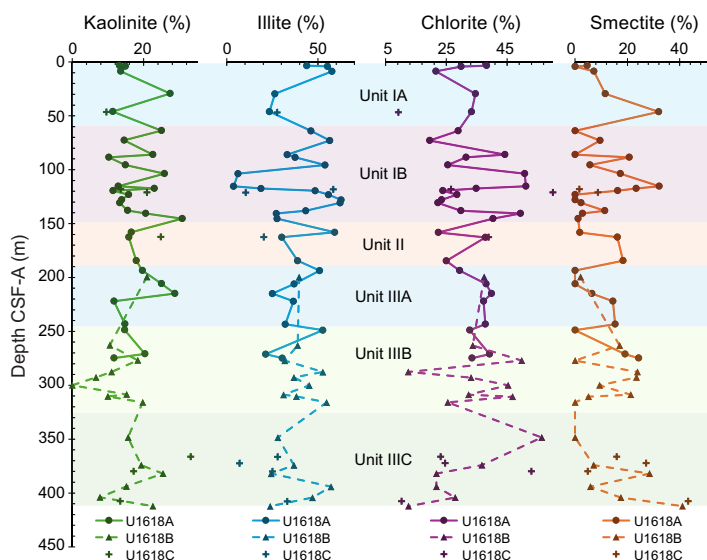 Kaolinite (%) Illite (%) Chlorite (%) Smectite (%)
0 20 40 0 50 5 45 0 20 40
0
Unit IA
50
Unit IB
100
150
Unit II
200
Unit IIIA
250
Unit IIIB
300
350
Unit IIIC
400
450
Depth CSF-A (m)
U1618A U1618A U1618A U1618A
U1618B U1618B U1618B U1618B
U1618C U1618C U1618C U1618C